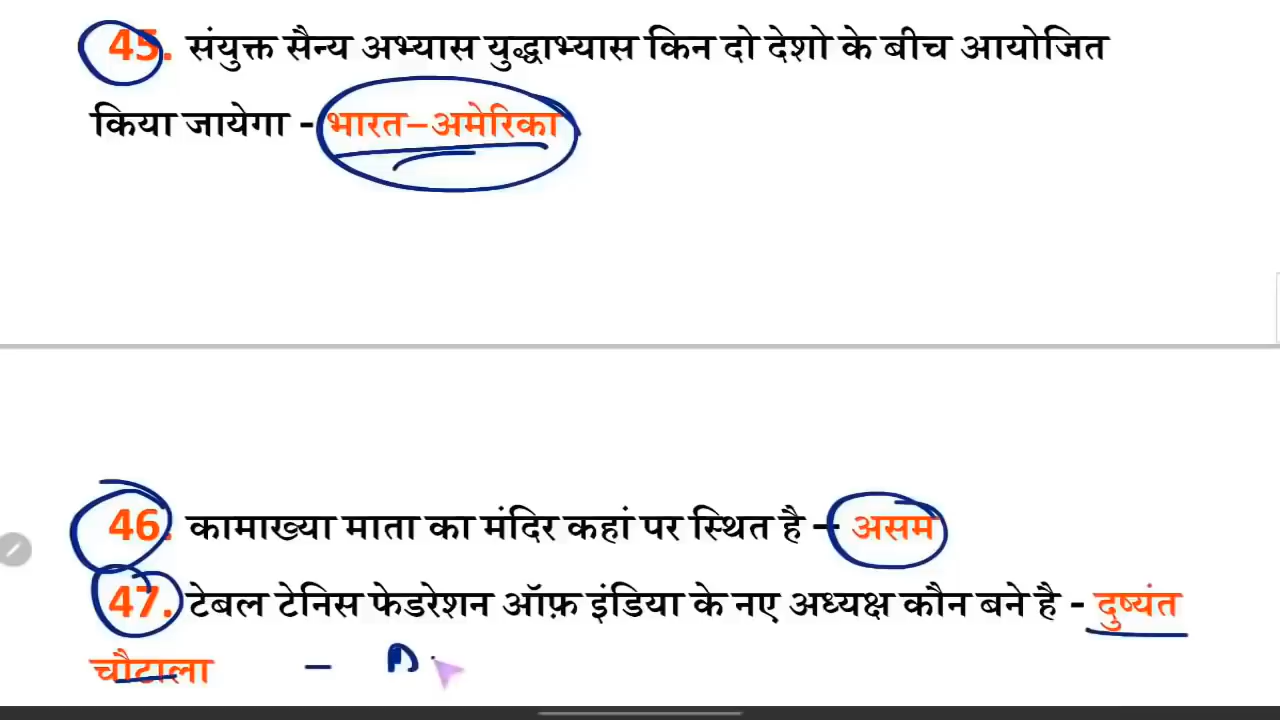 45. संयुक्त सैन्य अभ्यास युद्धाभ्यास किन दो देशो के बीच आयोजित
किया जायेगा - भारत–अमेरिका
46. कामाख्या माता का मंदिर कहां पर स्थित है – असम
47. टेबल टेनिस फेडरेशन ऑफ़ इंडिया के नए अध्यक्ष कौन बने है - दुष्यंत
चौटाला